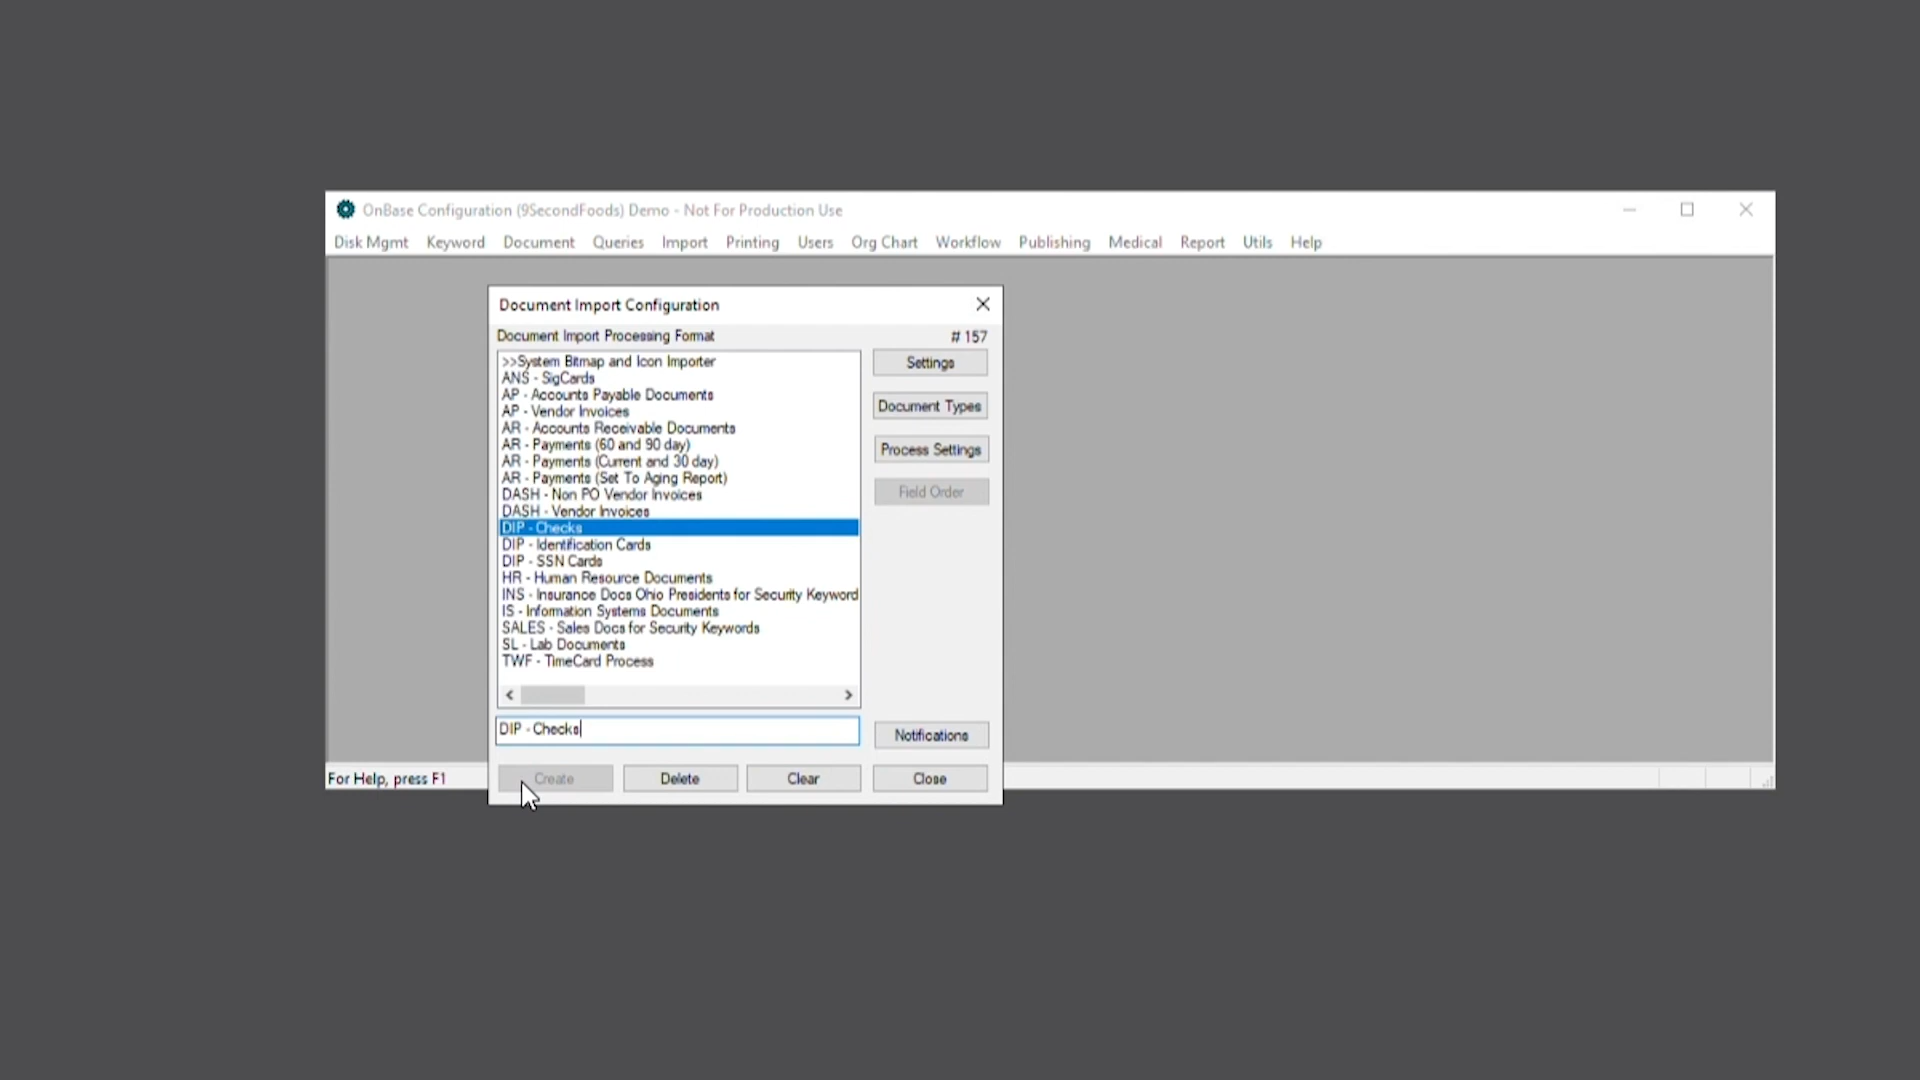 OnBase Configuration (9SecondFoods) Demo - Not For Production Use
Disk Mgmt Keyword Document Queries Import Printing Users Org Chart Workflow Publishing Medical Report Utils Help
Document Import Configuration
Document Import Processing Format # 157
>>System Bitmap and Icon Importer
ANS - SigCards
AP - Accounts Payable Documents
AP - Vendor Invoices
AR - Accounts Receivable Documents
AR - Payments (60 and 90 day)
AR - Payments (Current and 30 day)
AR - Payments (Set To Aging Report)
DASH - Non PO Vendor Invoices
DASH - Vendor Invoices
DIP - Checks
DIP - Identification Cards
DIP - SSN Cards
HR - Human Resource Documents
INS - Insurance Docs Ohio Presidents for Security Keyword
IS - Information Systems Documents
SALES - Sales Docs for Security Keywords
SL - Lab Documents
TWF - TimeCard Process
Settings
Document Types
Process Settings
Field Order
DIP - Checks
Notifications
Create Delete Clear Close
For Help, press F1